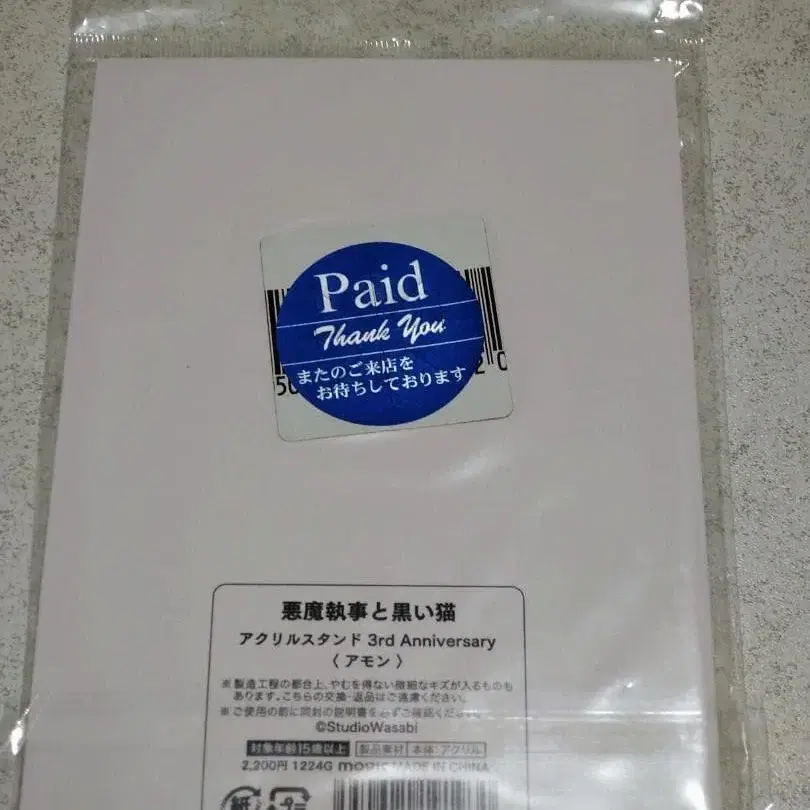 Paid
Thank You
またのご来店を
お待ちしております
悪魔執事と黒い猫
アクリルスタンド 3rd Anniversary
〈 アモン 〉
※製造工程の都合上、やむを得ない微細なキズが入るものも
あります。こちらの交換・返品はご遠慮ください。
※ご使用の前に同封の説明書を必ずご確認ください。
©StudioWasabi
対象年齢15歳以上 製品素材 本体:アクリル
2,200円 1224G MADE IN CHINA
紙 プラ